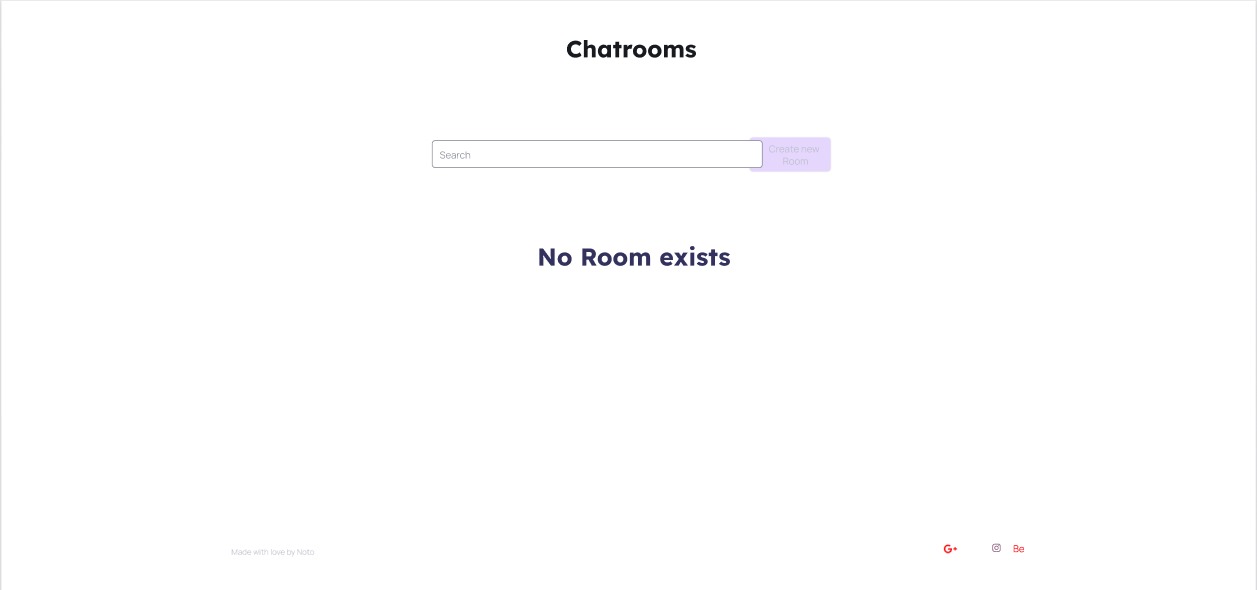 Chatrooms
Search
Create new
Room
No Room exists
Made with love by Noto
G+
Be